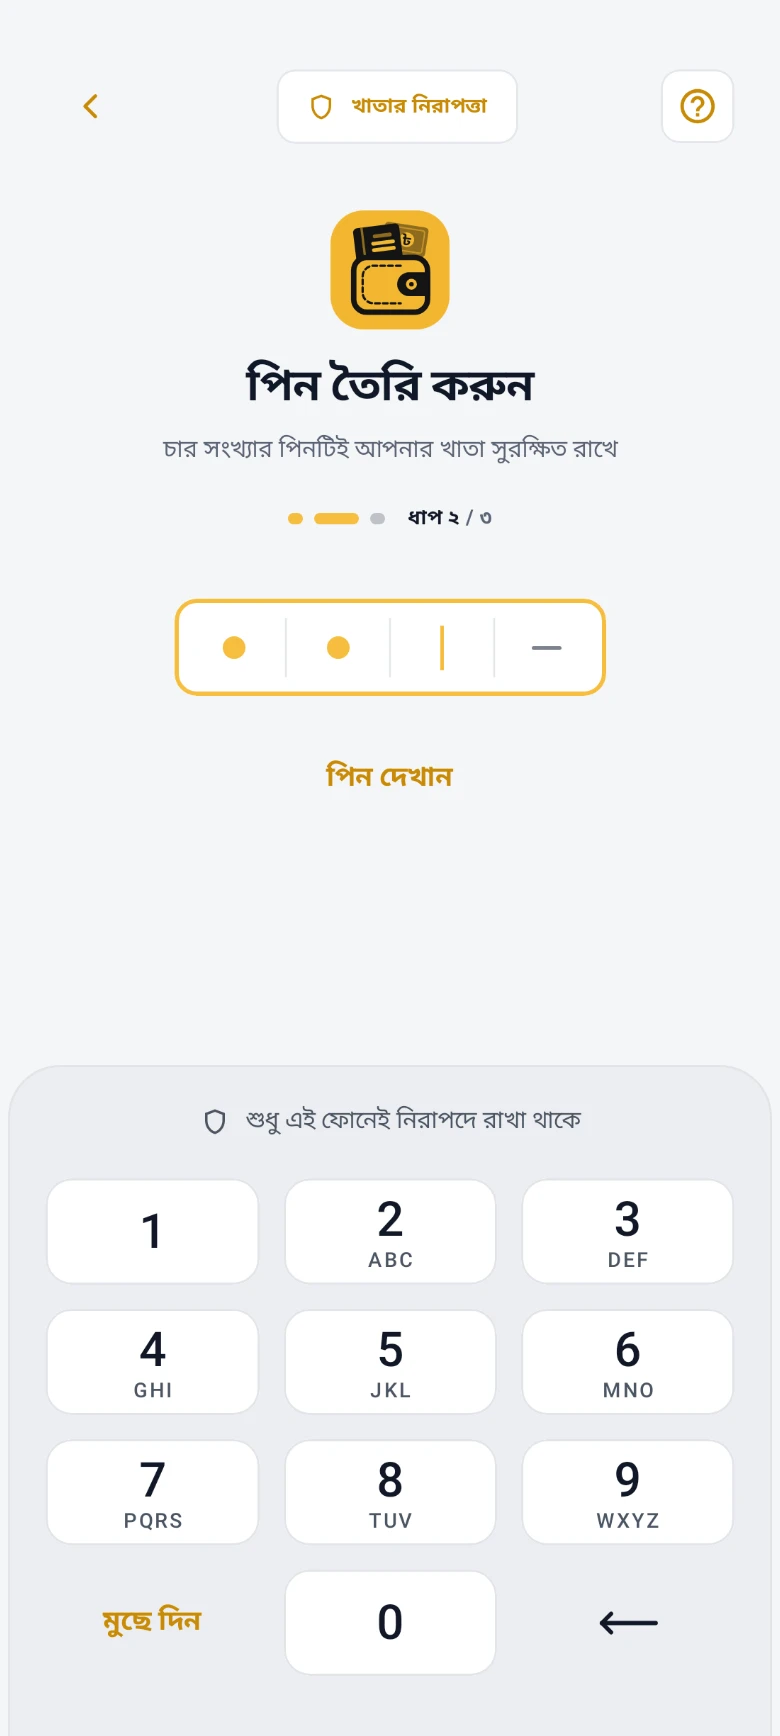 খাতার নিরাপত্তা
৳
পিন তৈরি করুন
চার সংখ্যার পিনটিই আপনার খাতা সুরক্ষিত রাখে
ধাপ ২ / ৩
পিন দেখান
শুধু এই ফোনেই নিরাপদে রাখা থাকে
1
2
ABC
3
DEF
4
GHI
5
JKL
6
MNO
7
PQRS
8
TUV
9
WXYZ
মুছে দিন
0